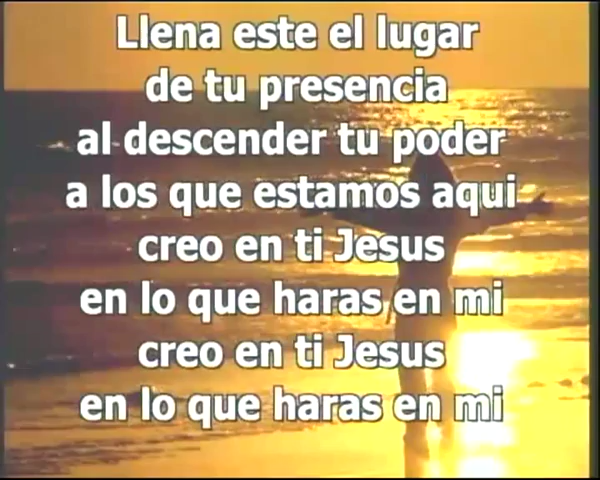 Llena este el lugar
de tu presencia
al descender tu poder
a los que estamos aqui
creo en ti Jesus
en lo que haras en mi
creo en ti Jesus
en lo que haras en mi